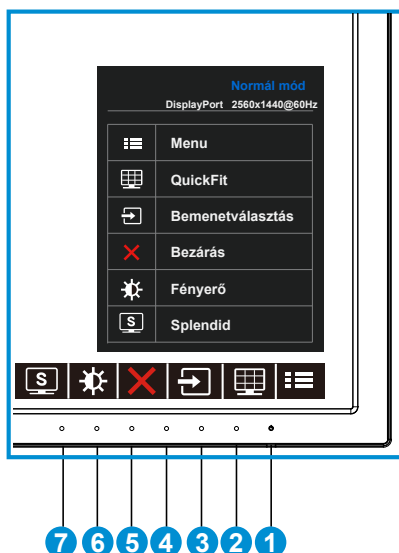 Normál mód
DisplayPort 2560x1440@60Hz
Menu
QuickFit
Bemenetválasztás
Bezárás
Fényerő
S Splendid
S
7 6 5 4 3 2 1